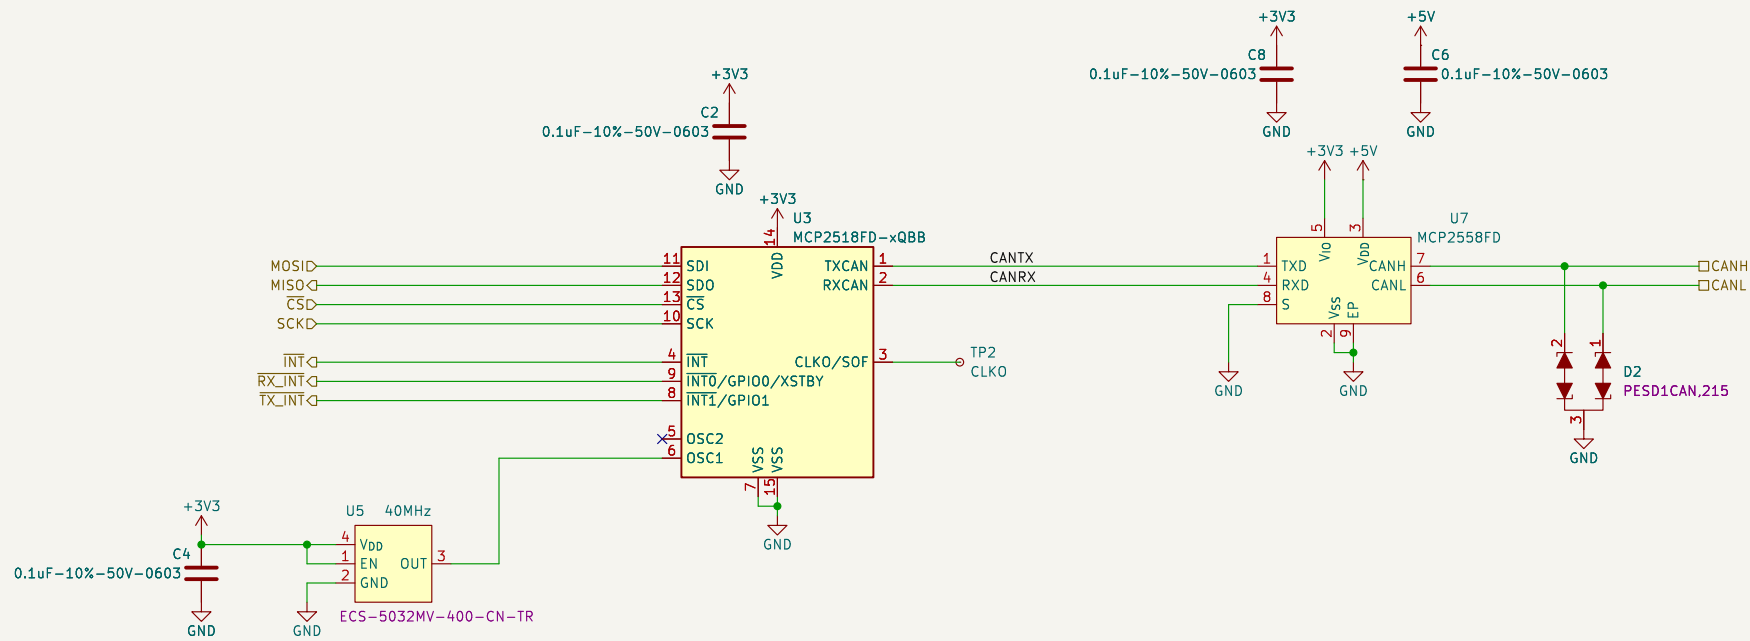 +3V3
C8
0.1uF-10%-50V-0603
GND
+5V
C6
0.1uF-10%-50V-0603
GND
+3V3
C2
0.1uF-10%-50V-0603
GND
+3V3
U3
MCP2518FD-xQBB
14
VDD
MOSI
11
SDI
MISO
12
SDO
CS
13
CS
SCK
10
SCK
INT
4
INT
RX_INT
9
INT0/GPIO0/XSTBY
TX_INT
8
INT1/GPIO1
5
OSC2
6
OSC1
TXCAN
1
RXCAN
2
CLKO/SOF
3
VSS
VSS
7
15
GND
CANTX
CANRX
TP2
CLKO
+3V3
+5V
U7
MCP2558FD
5
3
VIO
VDD
1
TXD
4
RXD
8
S
CANH
7
CANL
6
VSS
EP
2
9
GND
GND
CANH
CANL
2
1
D2
PESD1CAN,215
3
GND
+3V3
C4
0.1uF-10%-50V-0603
GND
U5
40MHz
4
VDD
1
EN
2
GND
OUT
3
GND
ECS-5032MV-400-CN-TR